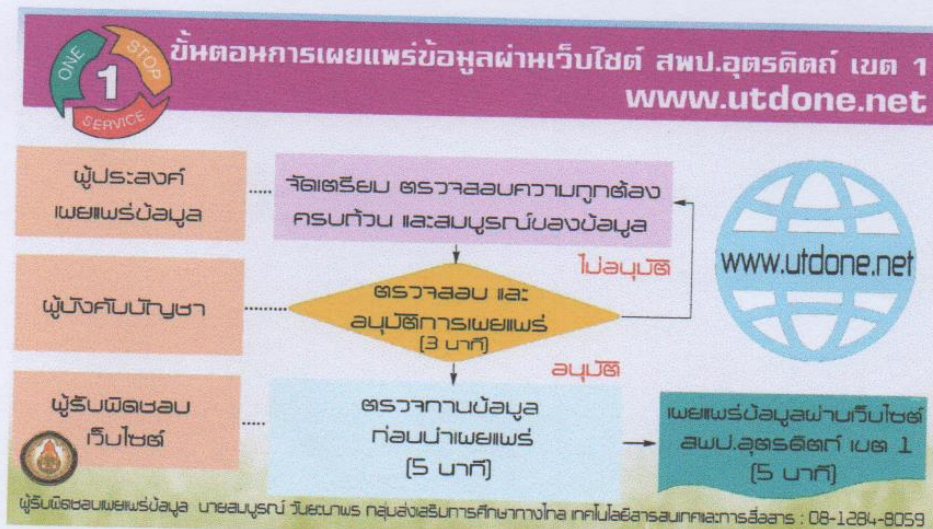 ONE STOP SERVICE
1
ขั้นตอนการเผยแพร่ข้อมูลผ่านเว็บไซต์ สพป.อุตรดิตถ์ เขต 1
www.utdone.net
ผู้ประสงค์
เผยแพร่ข้อมูล
จัดเตรียม ตรวจสอบความถูกต้อง
ครบถ้วน และสมบูรณ์ของข้อมูล
ไม่อนุมัติ
www.utdone.net
ผู้บังคับบัญชา
ตรวจสอบ และ
อนุมัติการเผยแพร่
(3 นาที)
อนุมัติ
ผู้รับผิดชอบ
เว็บไซต์
ตรวจทานข้อมูล
ก่อนนำเผยแพร่
(5 นาที)
เผยแพร่ข้อมูลผ่านเว็บไซต์
สพป.อุตรดิตถ์ เขต 1
(5 นาที)
ผู้รับผิดชอบเผยแพร่ข้อมูล นายสมบูรณ์ วันยะนาพร กลุ่มส่งเสริมการศึกษาทางไกล เทคโนโลยีสารสนเทศและการสื่อสาร : 08-1284-8059